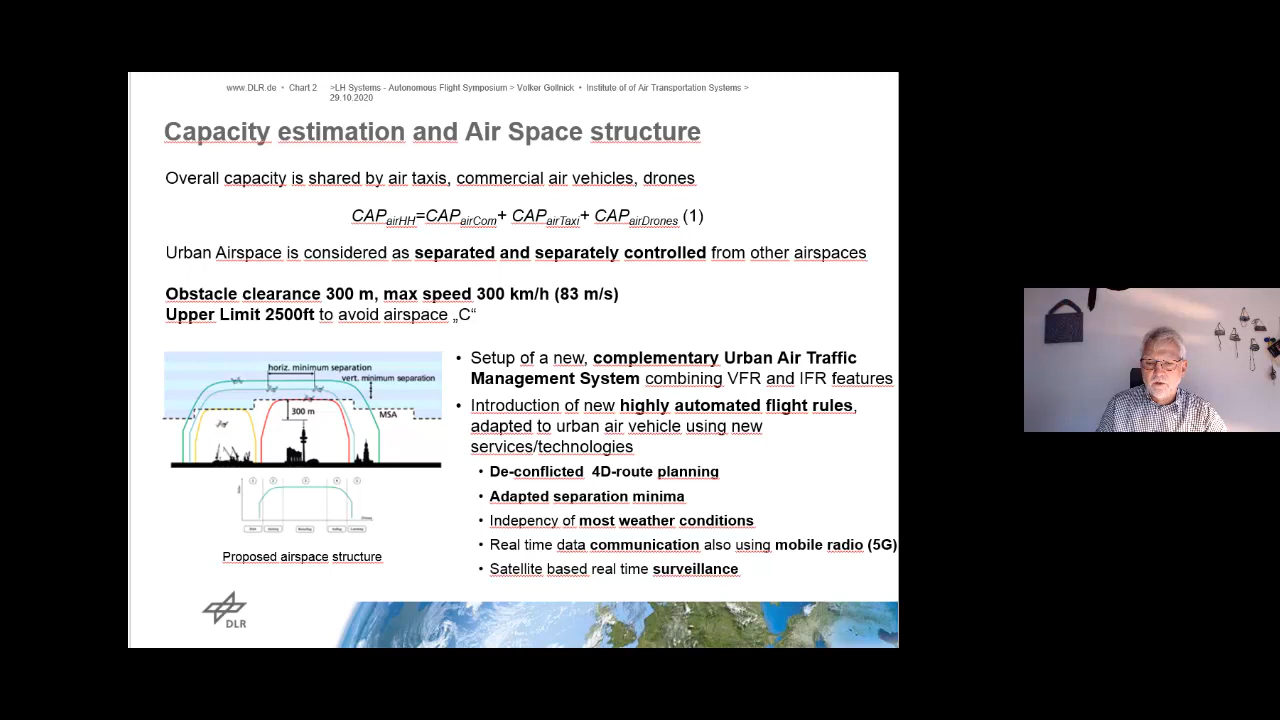 www.DLR.de • Chart 2 >LH Systems - Autonomous Flight Symposium > Volker Gollnick • Institute of of Air Transportation Systems >
29.10.2020
Capacity estimation and Air Space structure
Overall capacity is shared by air taxis, commercial air vehicles, drones
CAPairHH=CAPairCom+ CAPairTaxi+ CAPairDrones (1)
Urban Airspace is considered as separated and separately controlled from other airspaces
Obstacle clearance 300 m, max speed 300 km/h (83 m/s)
Upper Limit 2500ft to avoid airspace „C“
horiz. minimum separation
vert. minimum separation
300 m
MSA
Proposed airspace structure
• Setup of a new, complementary Urban Air Traffic
Management System combining VFR and IFR features
• Introduction of new highly automated flight rules,
adapted to urban air vehicle using new
services/technologies
• De-conflicted 4D-route planning
• Adapted separation minima
• Indepency of most weather conditions
• Real time data communication also using mobile radio (5G)
• Satellite based real time surveillance
DLR